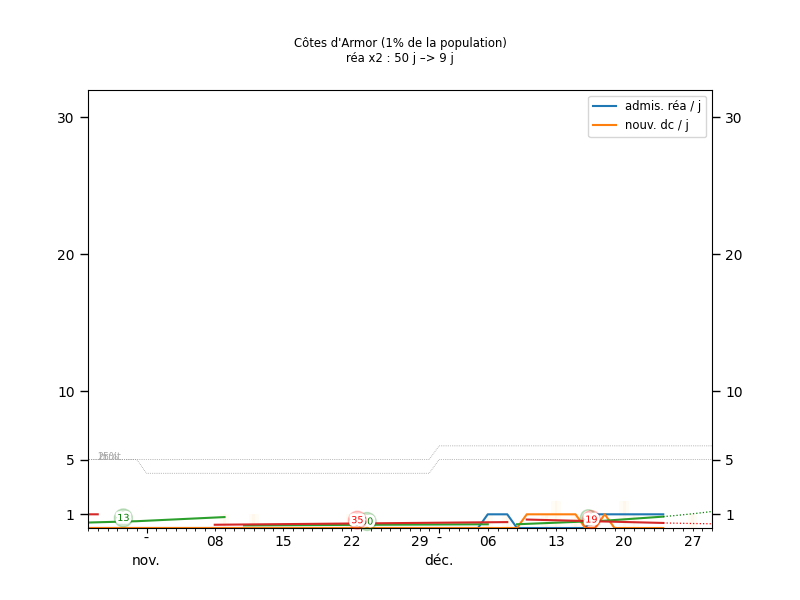 Côtes d'Armor (1% de la population)
réa x2 : 50 j –> 9 j
admis. réa / j
nouv. dc / j
30 30
20 20
10 10
5 5
1 1
13
35
19
- 08 15 22 29 - 06 13 20 27
nov. déc.